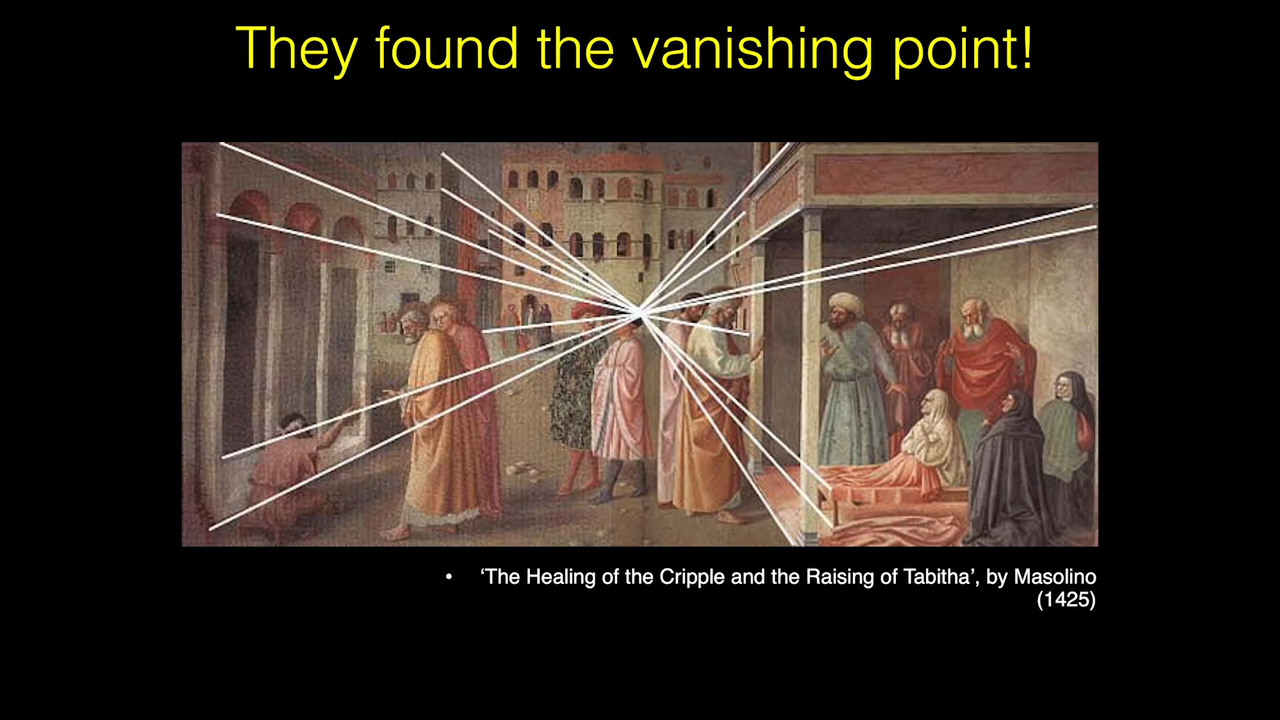 They found the vanishing point!
• ‘The Healing of the Cripple and the Raising of Tabitha’, by Masolino
(1425)